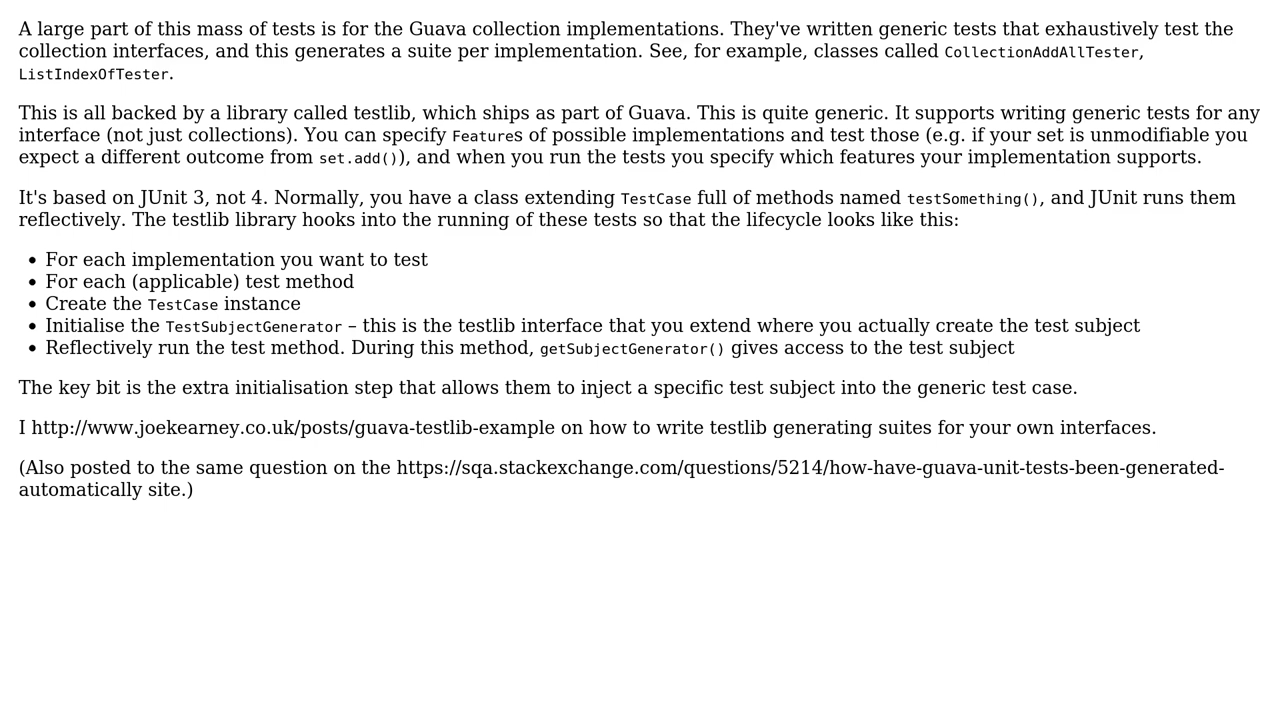 A large part of this mass of tests is for the Guava collection implementations. They've written generic tests that exhaustively test the
collection interfaces, and this generates a suite per implementation. See, for example, classes called CollectionAddAllTester,
ListIndexOfTester.
This is all backed by a library called testlib, which ships as part of Guava. This is quite generic. It supports writing generic tests for any
interface (not just collections). You can specify Features of possible implementations and test those (e.g. if your set is unmodifiable you
expect a different outcome from set.add()), and when you run the tests you specify which features your implementation supports.
It's based on JUnit 3, not 4. Normally, you have a class extending TestCase full of methods named testSomething(), and JUnit runs them
reflectively. The testlib library hooks into the running of these tests so that the lifecycle looks like this:
• For each implementation you want to test
• For each (applicable) test method
• Create the TestCase instance
• Initialise the TestSubjectGenerator – this is the testlib interface that you extend where you actually create the test subject
• Reflectively run the test method. During this method, getSubjectGenerator() gives access to the test subject
The key bit is the extra initialisation step that allows them to inject a specific test subject into the generic test case.
I http://www.joekearney.co.uk/posts/guava-testlib-example on how to write testlib generating suites for your own interfaces.
(Also posted to the same question on the https://sqa.stackexchange.com/questions/5214/how-have-guava-unit-tests-been-generated-
automatically site.)